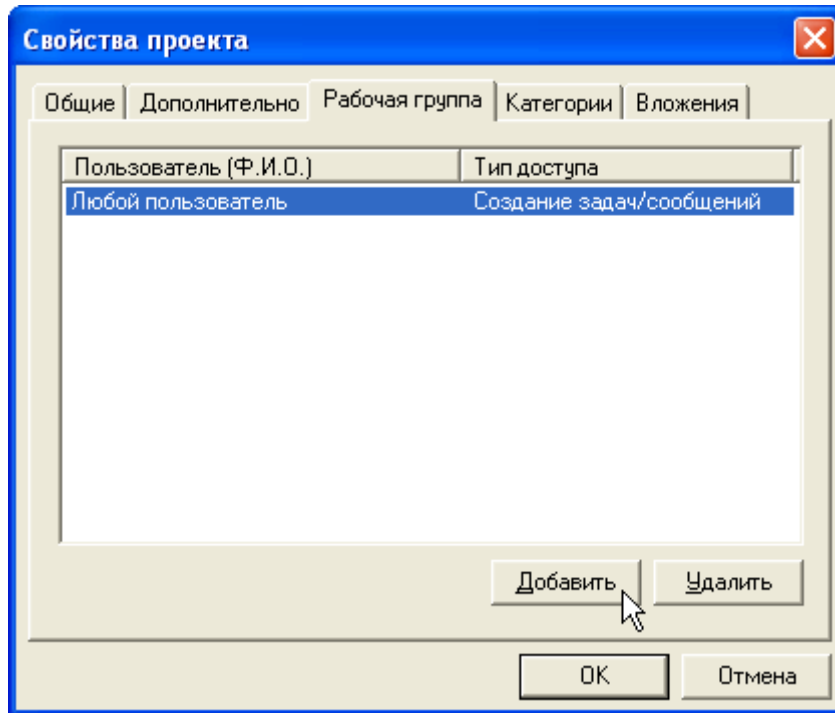 Свойства проекта
Общие Дополнительно Рабочая группа Категории Вложения
Пользователь (Ф.И.О.) Тип доступа
Любой пользователь Создание задач/сообщений
Добавить Удалить
OK Отмена